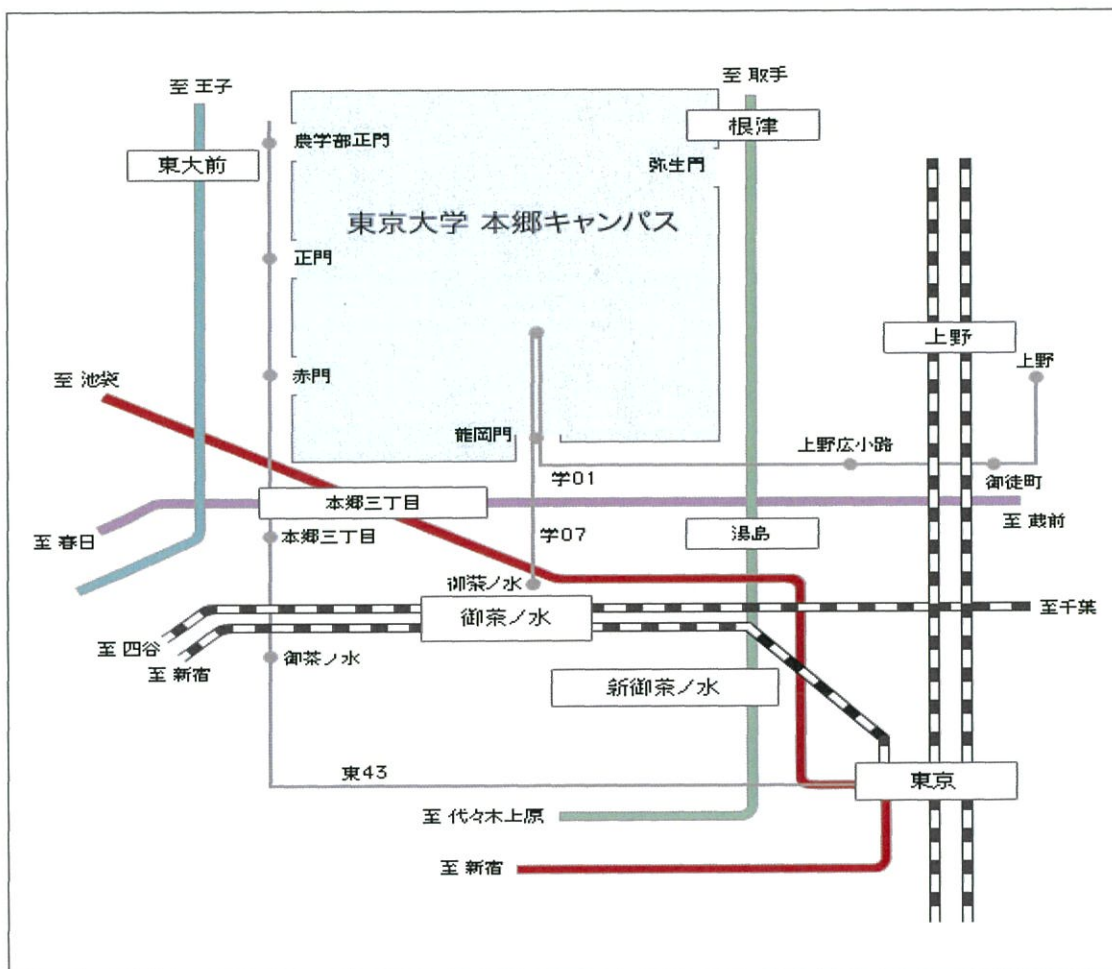 至 取手
至 王子
根津
農学部正門
東大前
弥生門
東京大学 本郷キャンパス
正門
上野
上野
至 池袋
赤門
龍岡門
上野広小路
学01
御徒町
本郷三丁目
至 蔵前
至 春日
本郷三丁目
学07
湯島
御茶ノ水
御茶ノ水
至千葉
至 四谷
御茶ノ水
至 新宿
新御茶ノ水
東43
東京
至 代々木上原
至 新宿